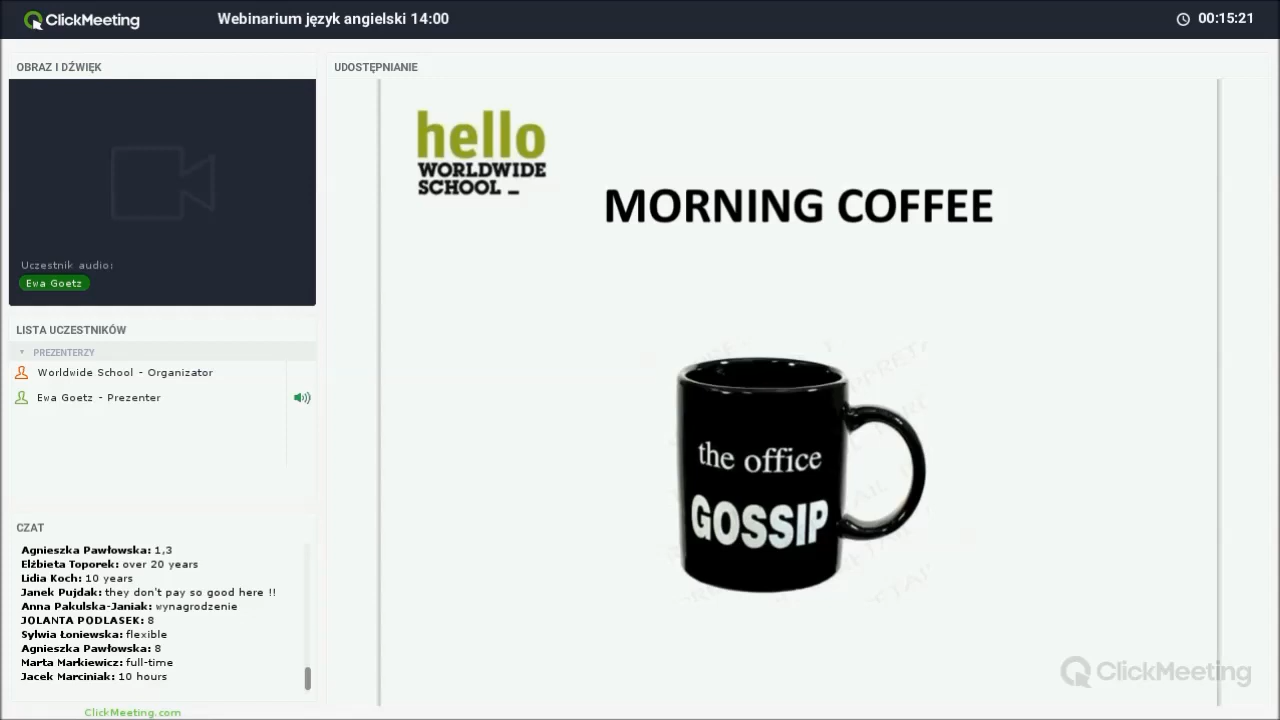 ClickMeeting
Webinarium język angielski 14:00
00:15:21
OBRAZ I DŹWIĘK
Uczestnik audio:
Ewa Goetz
LISTA UCZESTNIKÓW
PREZENTERZY
Worldwide School - Organizator
Ewa Goetz - Prezenter
CZAT
Agnieszka Pawłowska: 1,3
Elżbieta Toporek: over 20 years
Lidia Koch: 10 years
Janek Pujdak: they don't pay so good here !!
Anna Pakulska-Janiak: wynagrodzenie
JOLANTA PODLASEK: 8
Sylwia Łoniewska: flexible
Agnieszka Pawłowska: 8
Marta Markiewicz: full-time
Jacek Marciniak: 10 hours
ClickMeeting.com
UDOSTĘPNIANIE
hello
WORLDWIDE
SCHOOL _
MORNING COFFEE
the office
GOSSIP
ClickMeeting